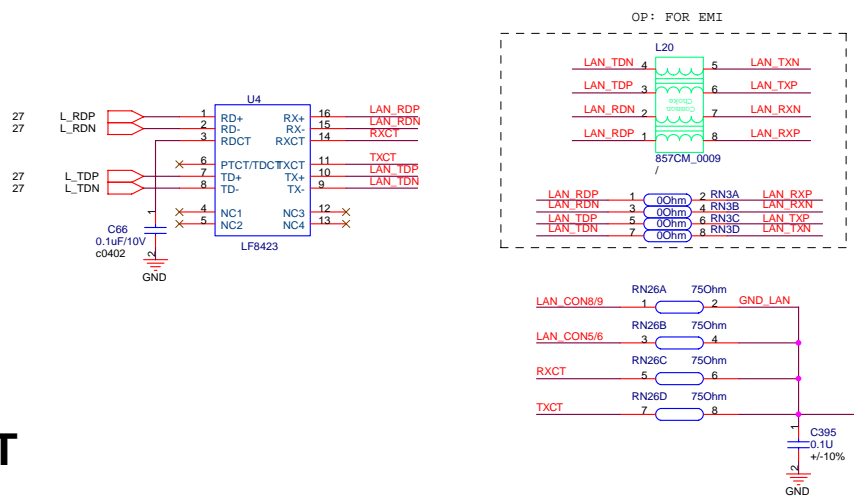 OP: FOR EMI
L20
LAN_TDN 4 5 LAN_TXN
LAN_TDP 3 6 LAN_TXP
Common
Choke
LAN_RDN 2 7 LAN_RXN
LAN_RDP 1 8 LAN_RXP
857CM_0009
/
LAN_RDP 1 0Ohm 2 RN3A LAN_RXP
LAN_RDN 3 0Ohm 4 RN3B LAN_RXN
LAN_TDP 5 0Ohm 6 RN3C LAN_TXP
LAN_TDN 7 0Ohm 8 RN3D LAN_TXN
U4
27 L_RDP 1 RD+ RX+ 16 LAN_RDP
27 L_RDN 2 RD- RX- 15 LAN_RDN
3 RDCT RXCT 14 RXCT
6 PTCT/TDCT TXCT 11 TXCT
27 L_TDP 7 TD+ TX+ 10 LAN_TDP
27 L_TDN 8 TD- TX- 9 LAN_TDN
4 NC1 NC3 12
5 NC2 NC4 13
LF8423
1
C66
0.1uF/10V
c0402
2
GND
RN26A 75Ohm
LAN_CON8/9 1 2 GND_LAN
RN26B 75Ohm
LAN_CON5/6 3 4
RN26C 75Ohm
RXCT 5 6
RN26D 75Ohm
TXCT 7 8
1
C395
0.1U
+/-10%
2
GND
T